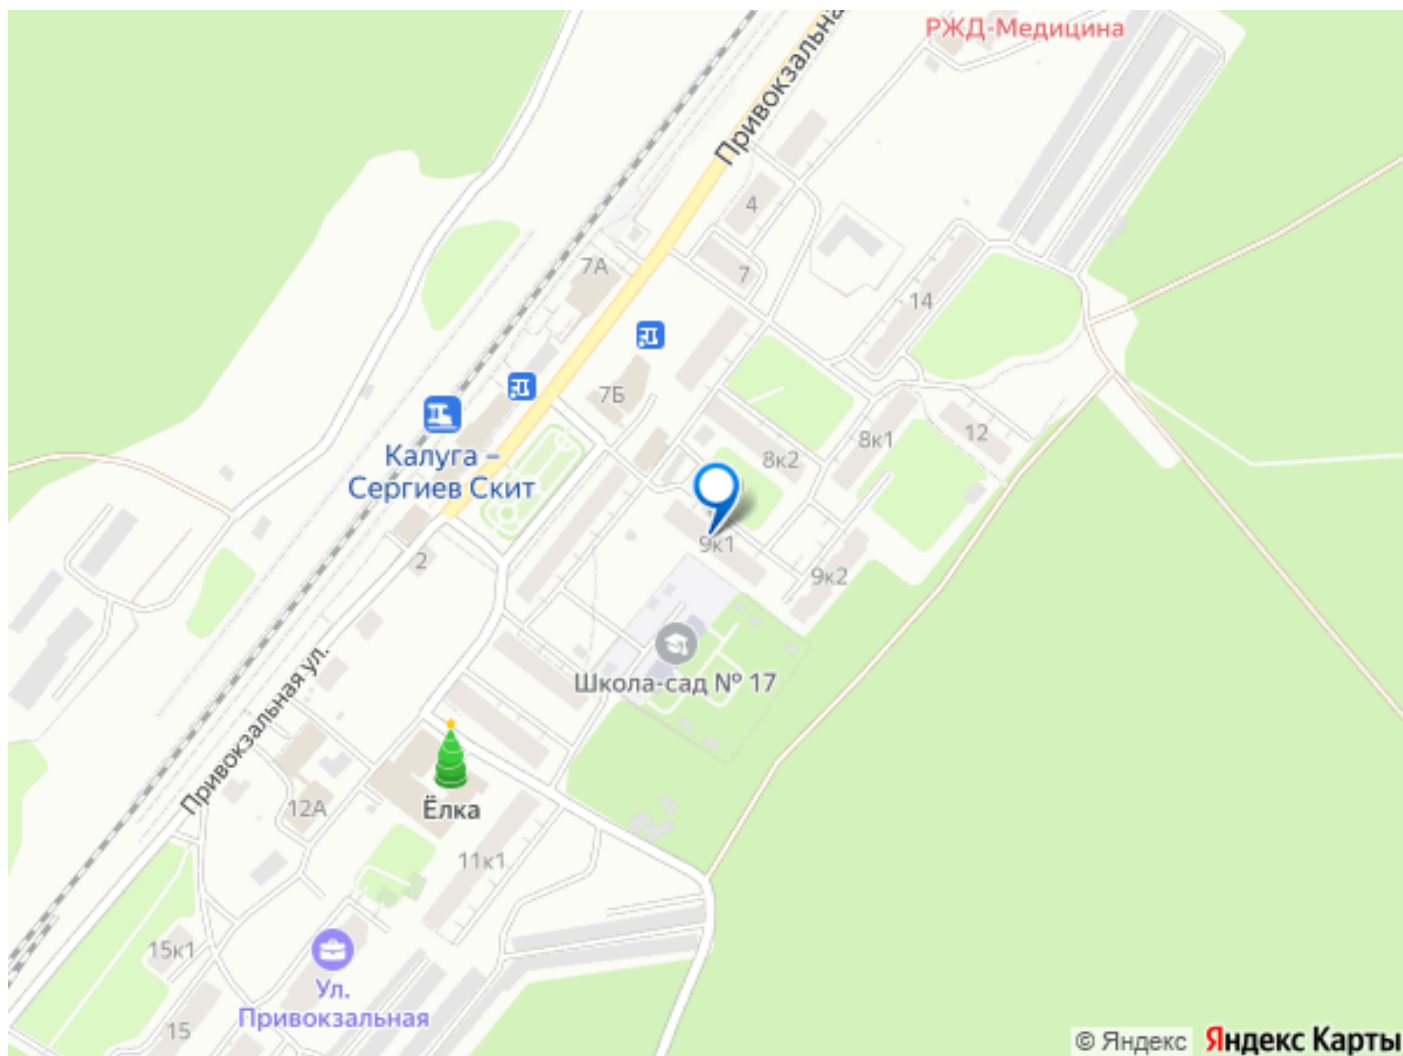 РЖД-Медицина
Привокзальна
4
7А
7
14
7Б
8к1
12
8к2
Калуга –
Сергиев Скит
9к1
2
9к2
Школа-сад № 17
Привокзальная ул.
12А
Ёлка
11к1
15к1
Ул.
Привокзальная
15
© Яндекс Яндекс Карты